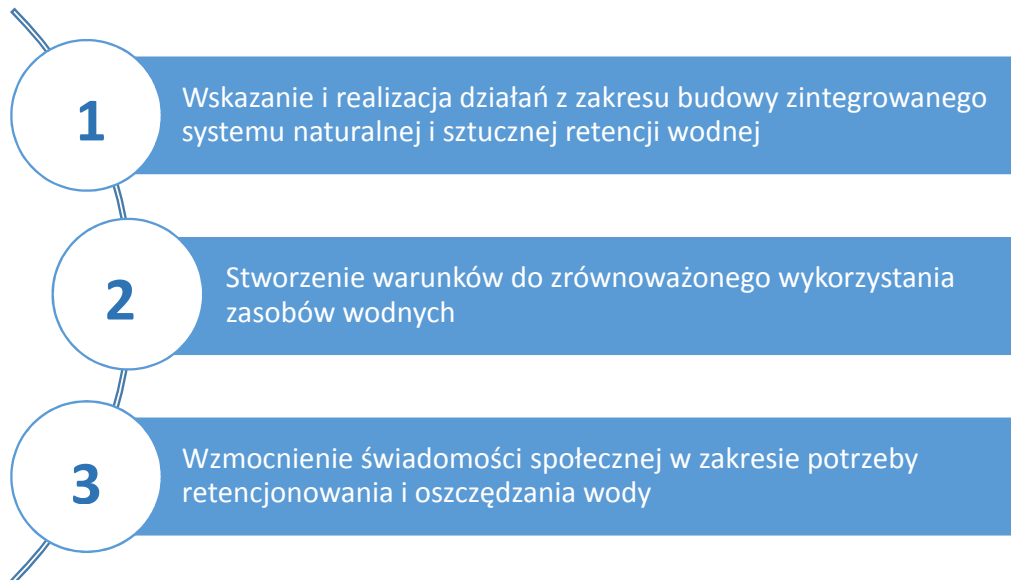 1
Wskazanie i realizacja działań z zakresu budowy zintegrowanego
systemu naturalnej i sztucznej retencji wodnej
2
Stworzenie warunków do zrównoważonego wykorzystania
zasobów wodnych
3
Wzmocnienie świadomości społecznej w zakresie potrzeby
retencjonowania i oszczędzania wody